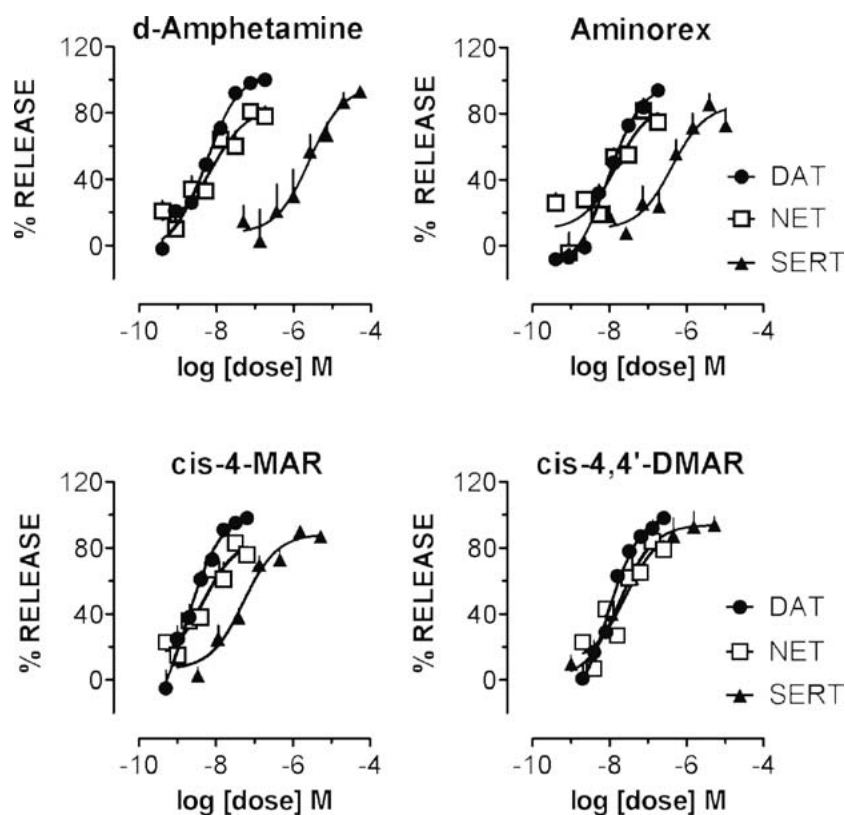 d-Amphetamine
% RELEASE
120
80
40
0
-10
-8
-6
-4
log [dose] M
Aminorex
% RELEASE
120
80
40
0
-10
-8
-6
-4
log [dose] M
DAT
NET
SERT
cis-4-MAR
% RELEASE
120
80
40
0
-10
-8
-6
-4
log [dose] M
cis-4,4'-DMAR
% RELEASE
120
80
40
0
-10
-8
-6
-4
log [dose] M
DAT
NET
SERT